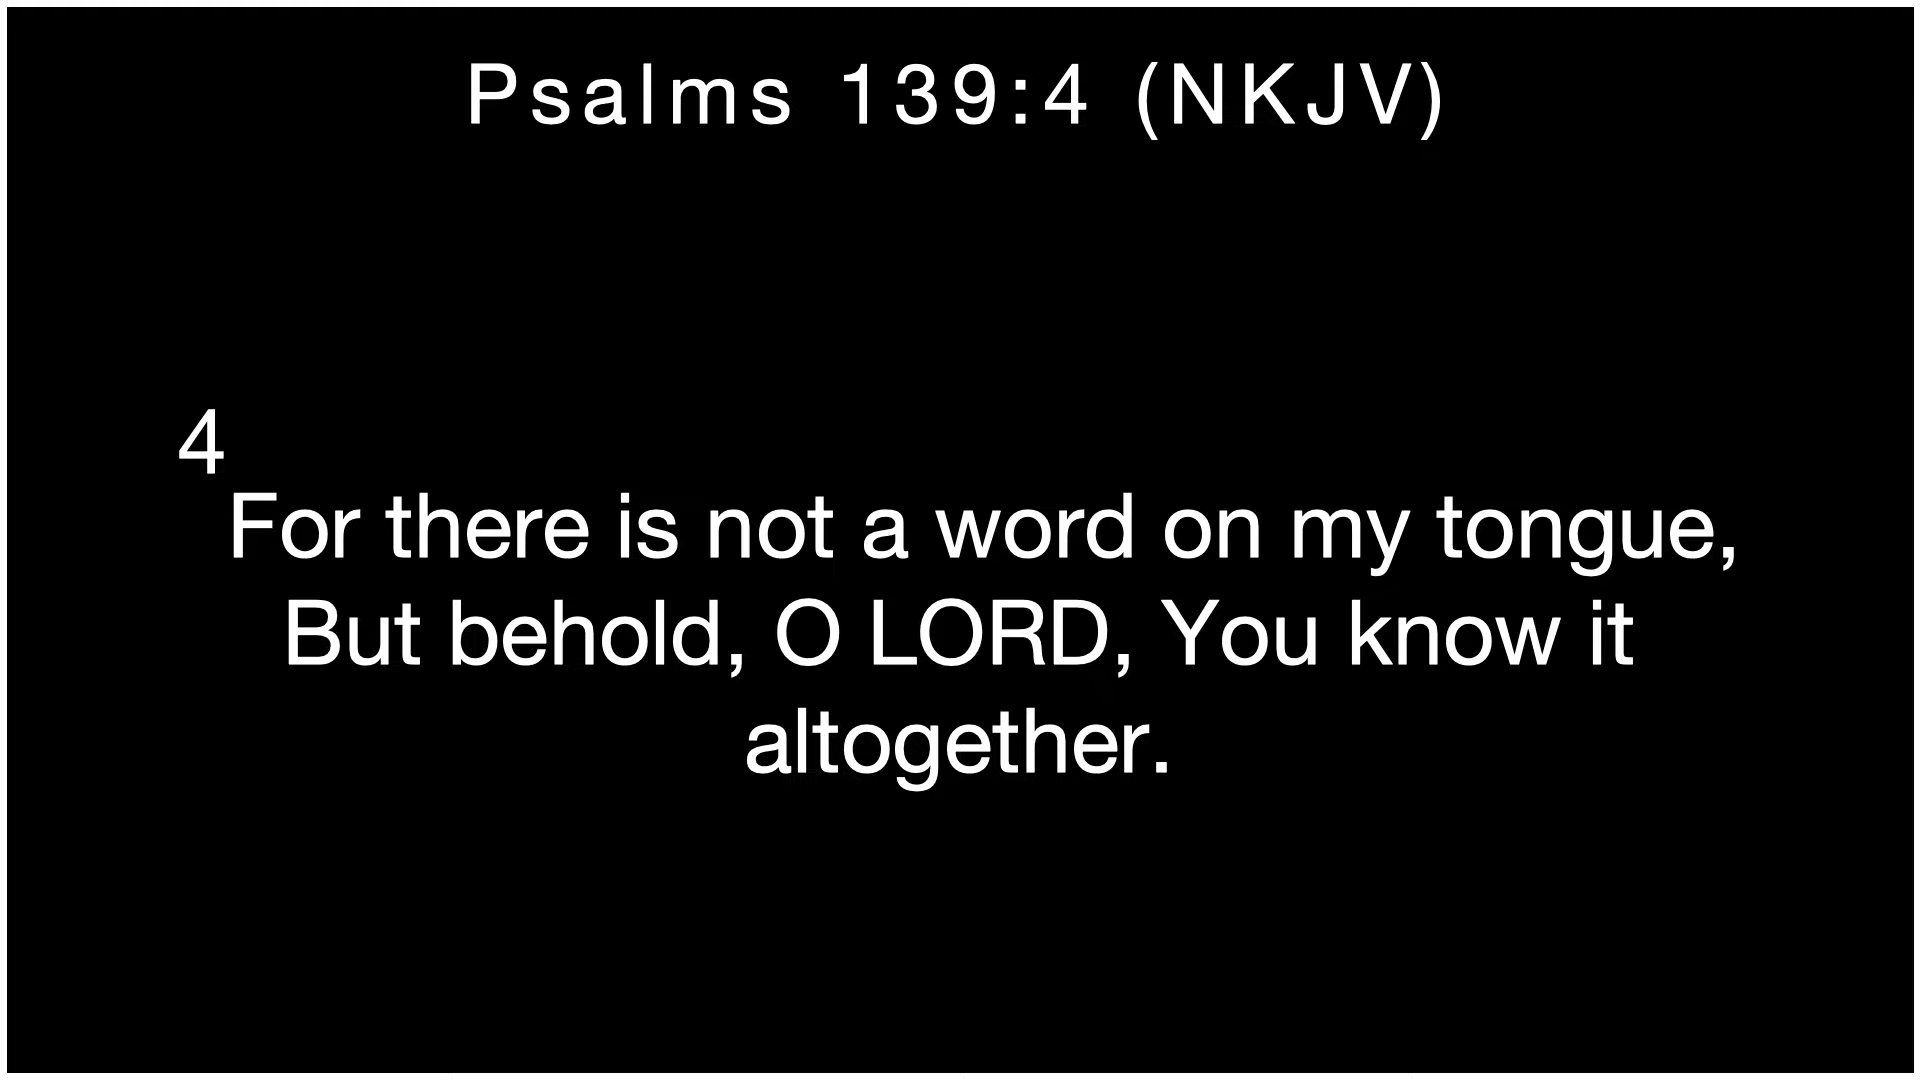 Psalms 139:4 (NKJV)
4
For there is not a word on my tongue,
But behold, O LORD, You know it
altogether.